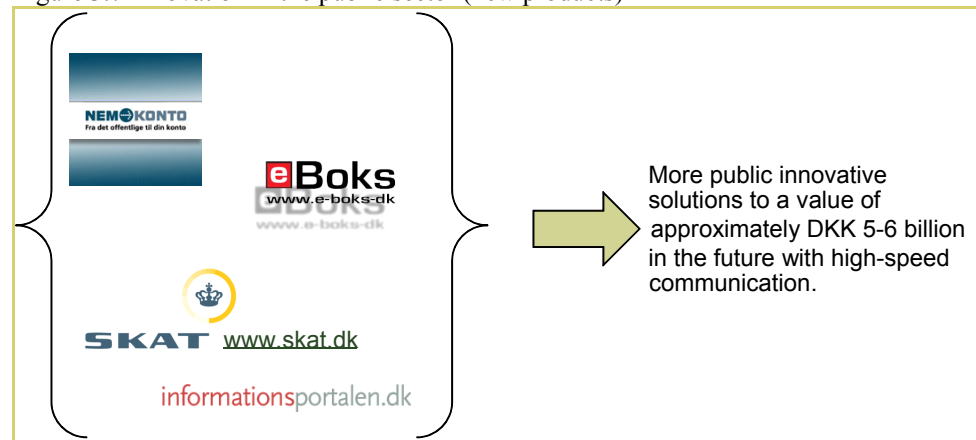 NEMKONTO
Fra det offentlige til din konto
eBoks
www.e-boks-dk
eBoks
www.e-boks-dk
SKAT www.skat.dk
informationsportalen.dk
More public innovative
solutions to a value of
approximately DKK 5-6 billion
in the future with high-speed
communication.